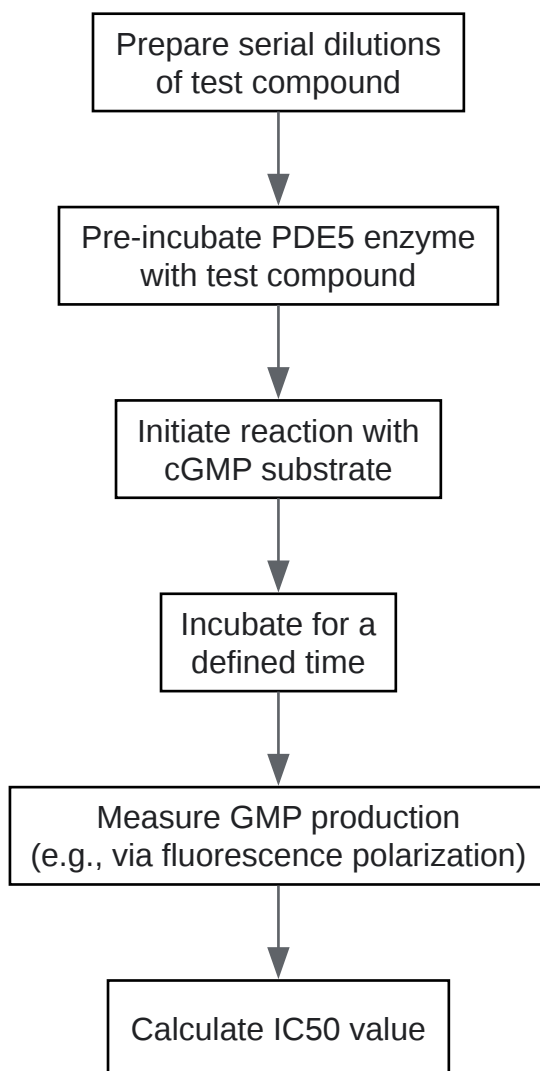 Prepare serial dilutions
of test compound
Pre-incubate PDE5 enzyme
with test compound
Initiate reaction with
cGMP substrate
Incubate for a
defined time
Measure GMP production
(e.g., via fluorescence polarization)
Calculate IC50 value